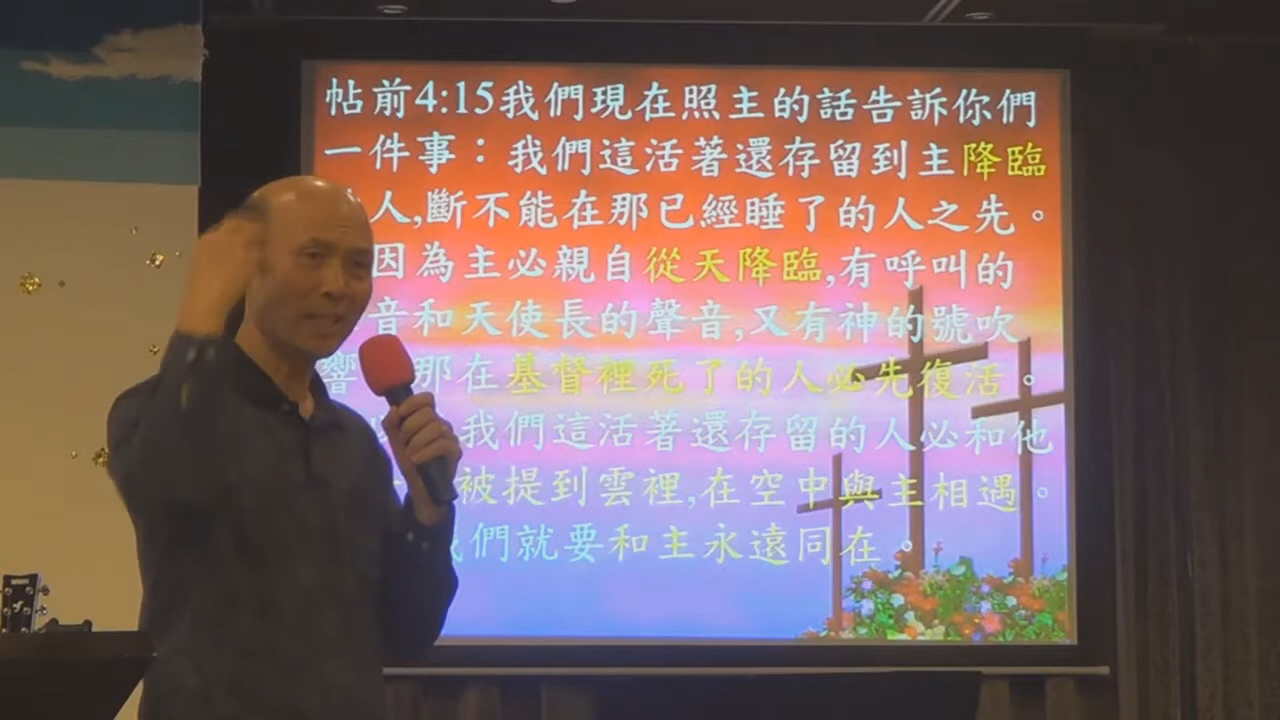 帖前4:15我們現在照主的話告訴你們
一件事：我們這活著還存留到主降臨
人,斷不能在那已經睡了的人之先。
因為主必親自從天降臨,有呼叫的
音和天使長的聲音,又有神的號吹
響 那在基督裡死了的人必先復活。
我們這活著還存留的人必和他
被提到雲裡,在空中與主相遇。
們就要和主永遠同在。